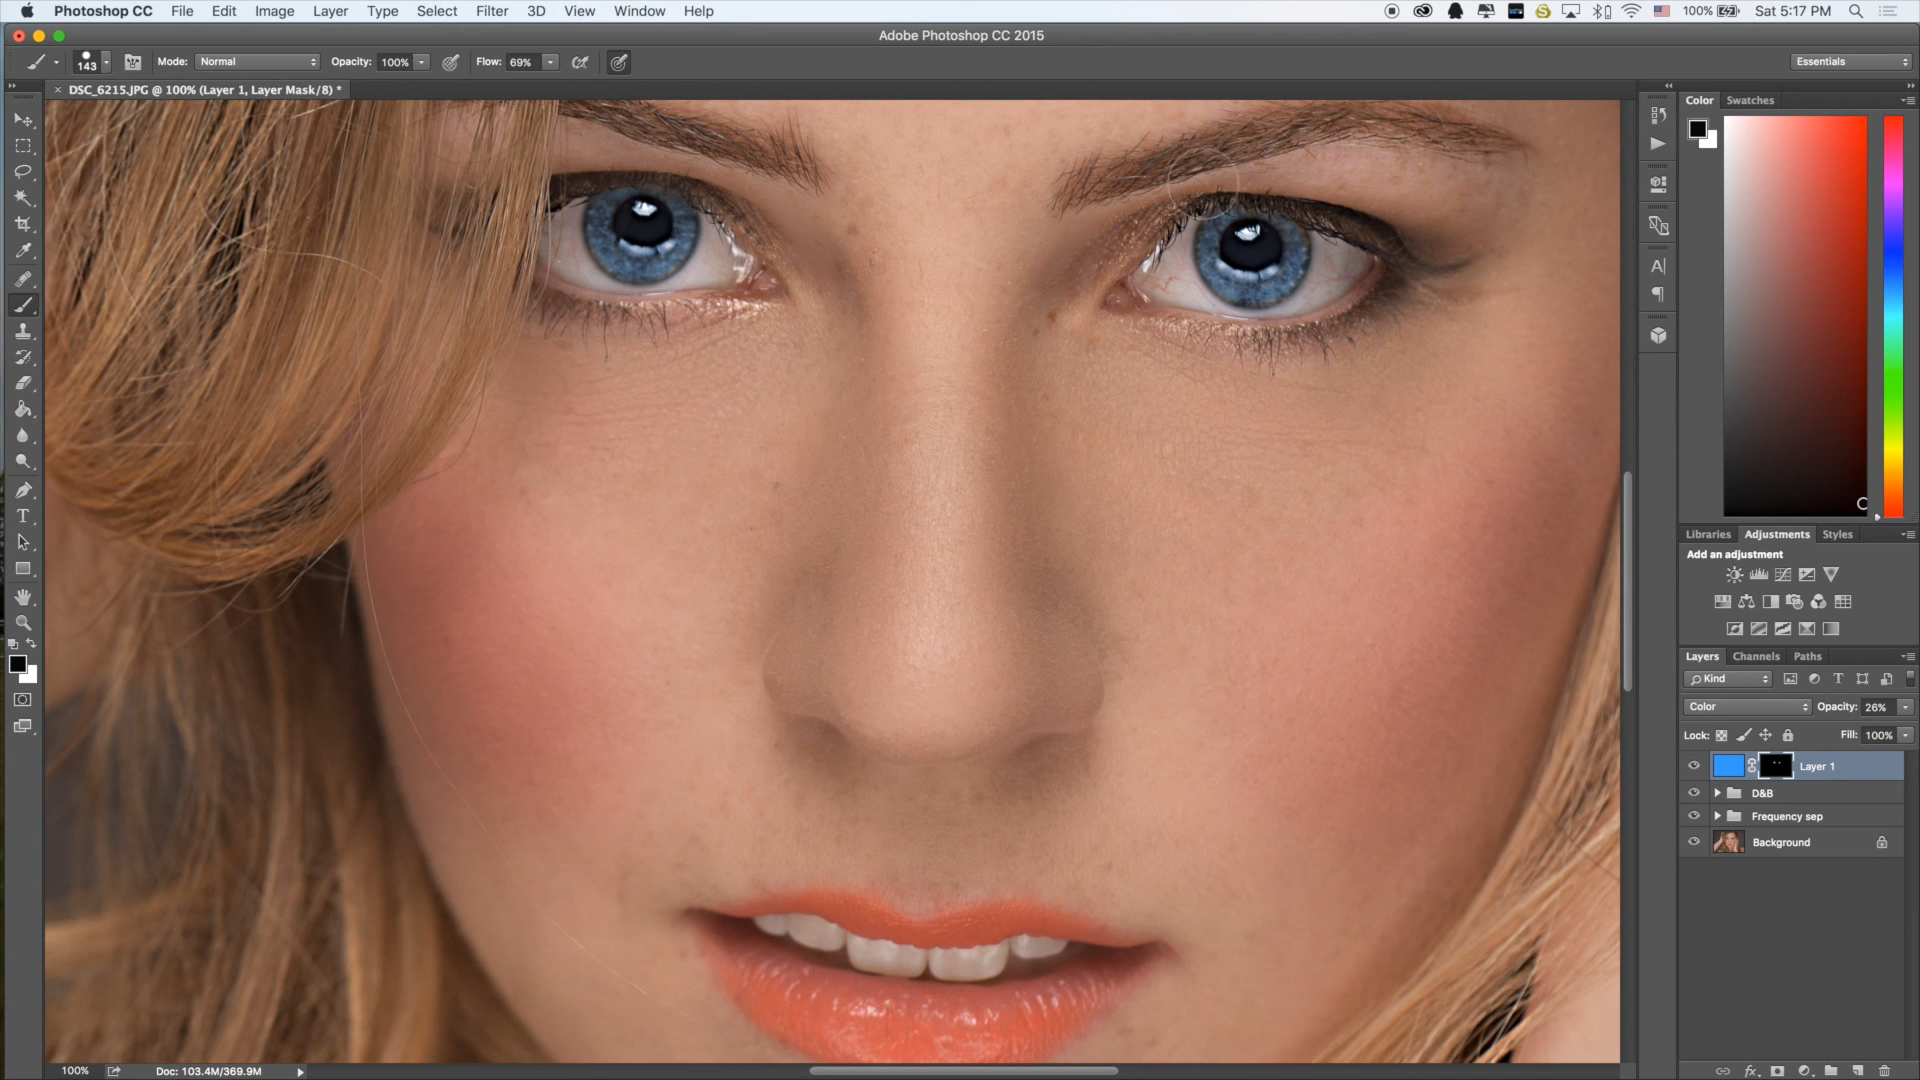 Photoshop CC File Edit Image Layer Type Select Filter 3D View Window Help 100% Sat 5:17 PM
Adobe Photoshop CC 2015
143 Mode: Normal Opacity: 100% Flow: 69% Essentials
× DSC_6215.JPG @ 100% (Layer 1, Layer Mask/8) *
Color Swatches
Libraries Adjustments Styles
Add an adjustment
Layers Channels Paths
Kind
Color Opacity: 26%
Lock: Fill: 100%
Layer 1
D&B
Frequency sep
Background
100% Doc: 103.4M/369.9M